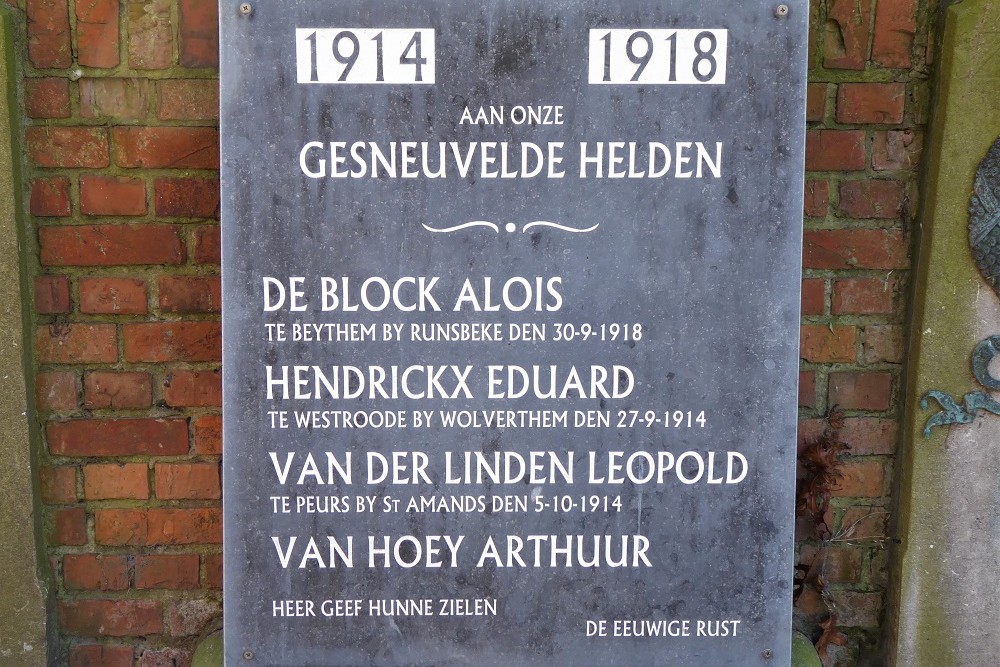 1914 1918
AAN ONZE
GESNEUVELDE HELDEN
DE BLOCK ALOIS
TE BEYTHEM BY RUNSBEKE DEN 30-9-1918
HENDRICKX EDUARD
TE WESTROODE BY WOLVERTHEM DEN 27-9-1914
VAN DER LINDEN LEOPOLD
TE PEURS BY ST AMANDS DEN 5-10-1914
VAN HOEY ARTHUUR
HEER GEEF HUNNE ZIELEN
DE EEUWIGE RUST